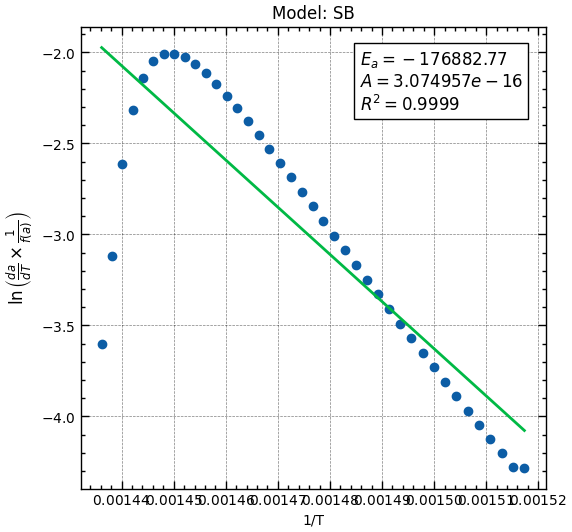 Model: SB
E_a = −176882.77
A = 3.074957e − 16
R^2 = 0.9999
ln(da/dT × 1/f(a))
−2.0
−2.5
−3.0
−3.5
−4.0
0.00144 0.00145 0.00146 0.00147 0.00148 0.00149 0.00150 0.00151 0.00152
1/T